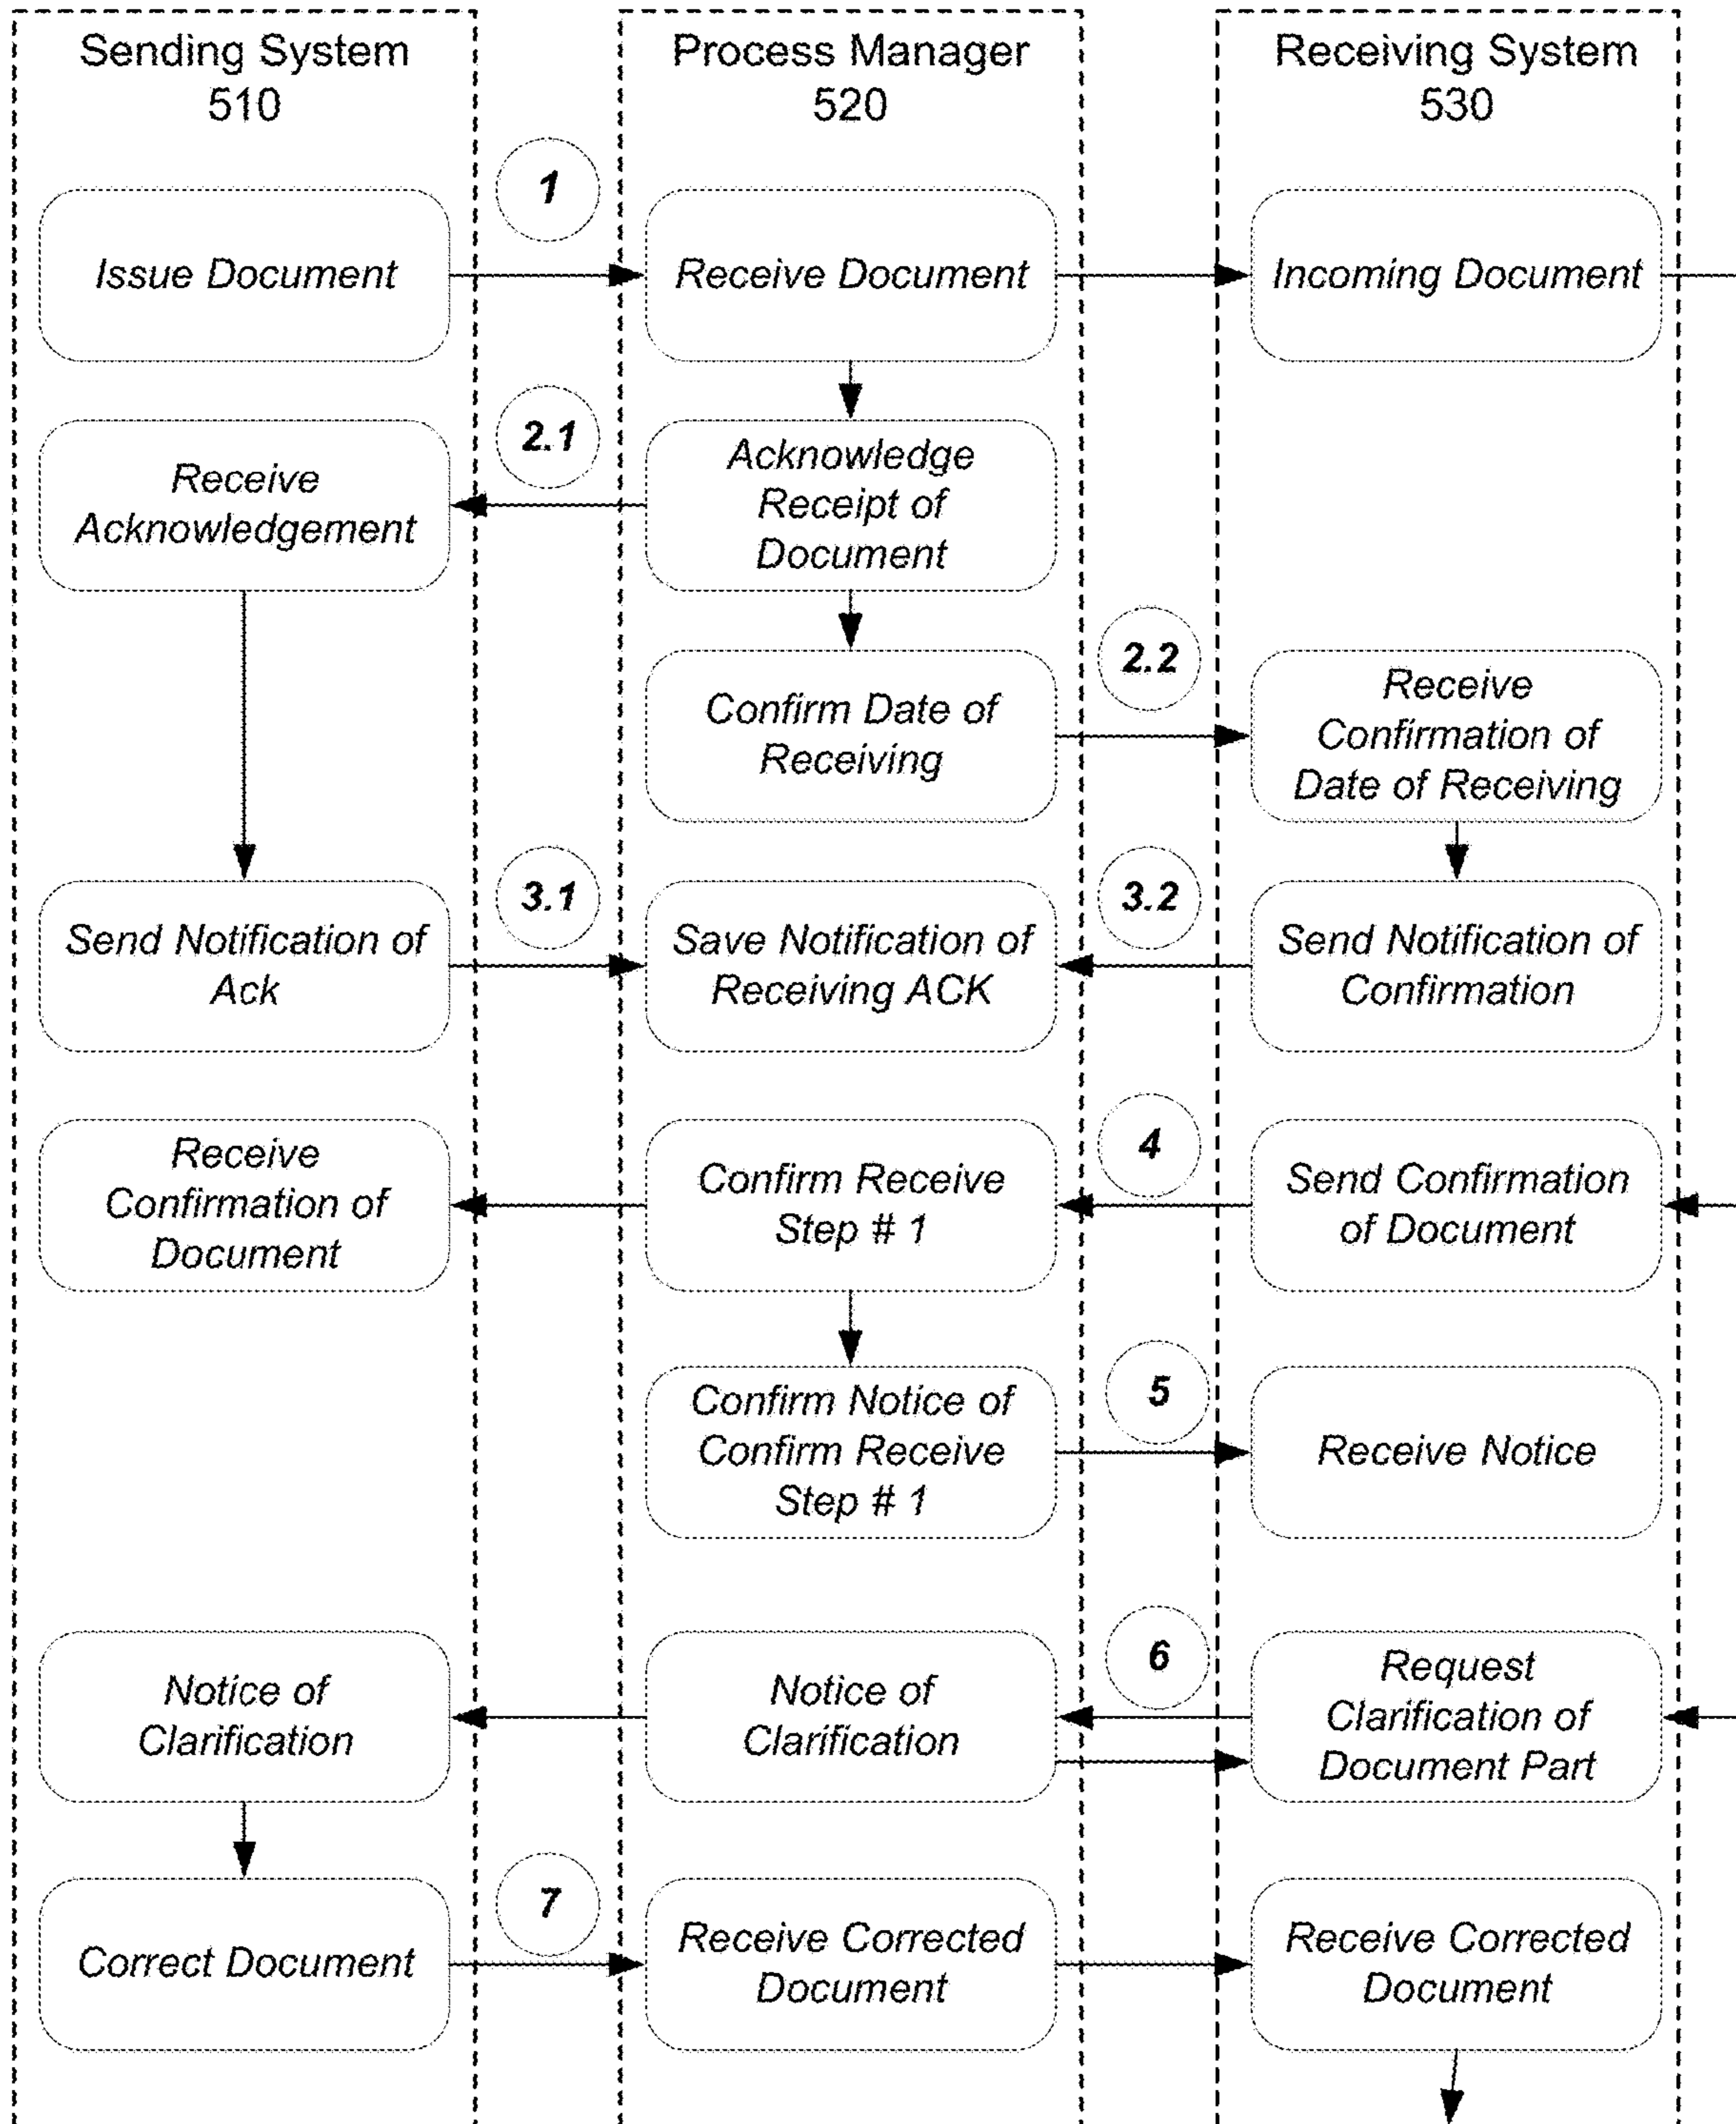 Sending System
510
Process Manager
520
Receiving System
530
1
Issue Document
Receive Document
Incoming Document
2.1
Receive
Acknowledgement
Acknowledge
Receipt of
Document
2.2
Confirm Date of
Receiving
Receive
Confirmation of
Date of Receiving
3.1
3.2
Send Notification of
Ack
Save Notification of
Receiving ACK
Send Notification of
Confirmation
4
Receive
Confirmation of
Document
Confirm Receive
Step # 1
Send Confirmation
of Document
5
Confirm Notice of
Confirm Receive
Step # 1
Receive Notice
6
Notice of
Clarification
Notice of
Clarification
Request
Clarification of
Document Part
7
Correct Document
Receive Corrected
Document
Receive Corrected
Document